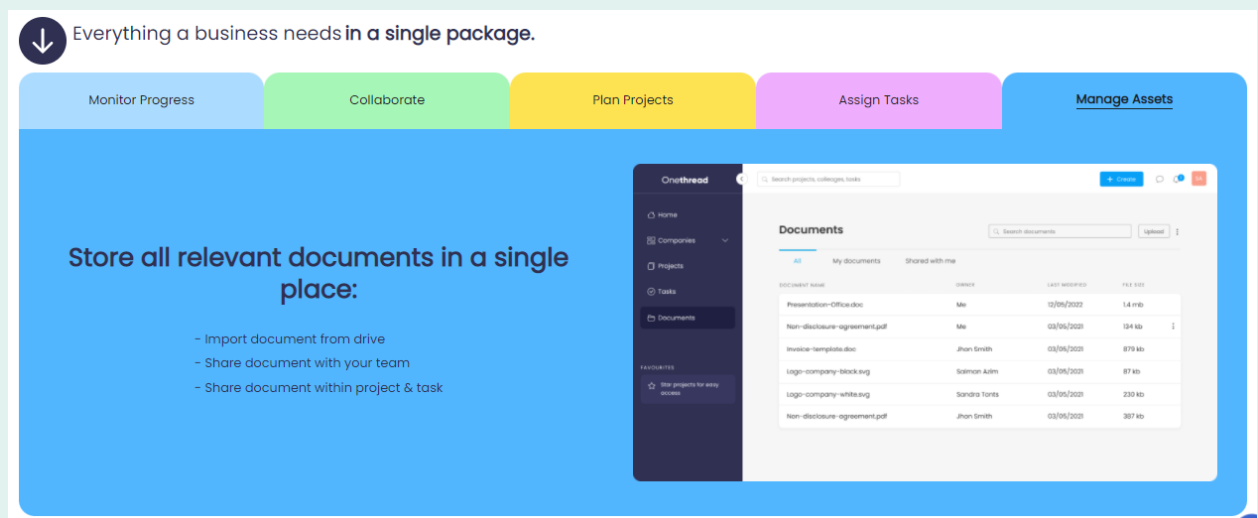 Everything a business needs in a single package.
Monitor Progress
Collaborate
Plan Projects
Assign Tasks
Manage Assets
Store all relevant documents in a single
place:
- Import document from drive
- Share document with your team
- Share document within project & task
Onethread
Search projects, colleages, tasks
+ Create
Home
Companies
Projects
Tasks
Documents
FAVOURITES
Star projects for easy
access
Documents
Search documents
Upload
All My documents Shared with me
DOCUMENT NAME OWNER LAST MODIFIED FILE SIZE
Presentation-Office.doc Me 12/05/2022 1.4 mb
Non-disclosure-agreement.pdf Me 03/05/2021 134 kb
Invoice-template.doc Jhon Smith 03/05/2021 879 kb
Logo-company-black.svg Salman Azim 03/05/2021 87 kb
Logo-company-white.svg Sandra Tonts 03/05/2021 230 kb
Non-disclosure-agreement.pdf Jhon Smith 03/05/2021 387 kb